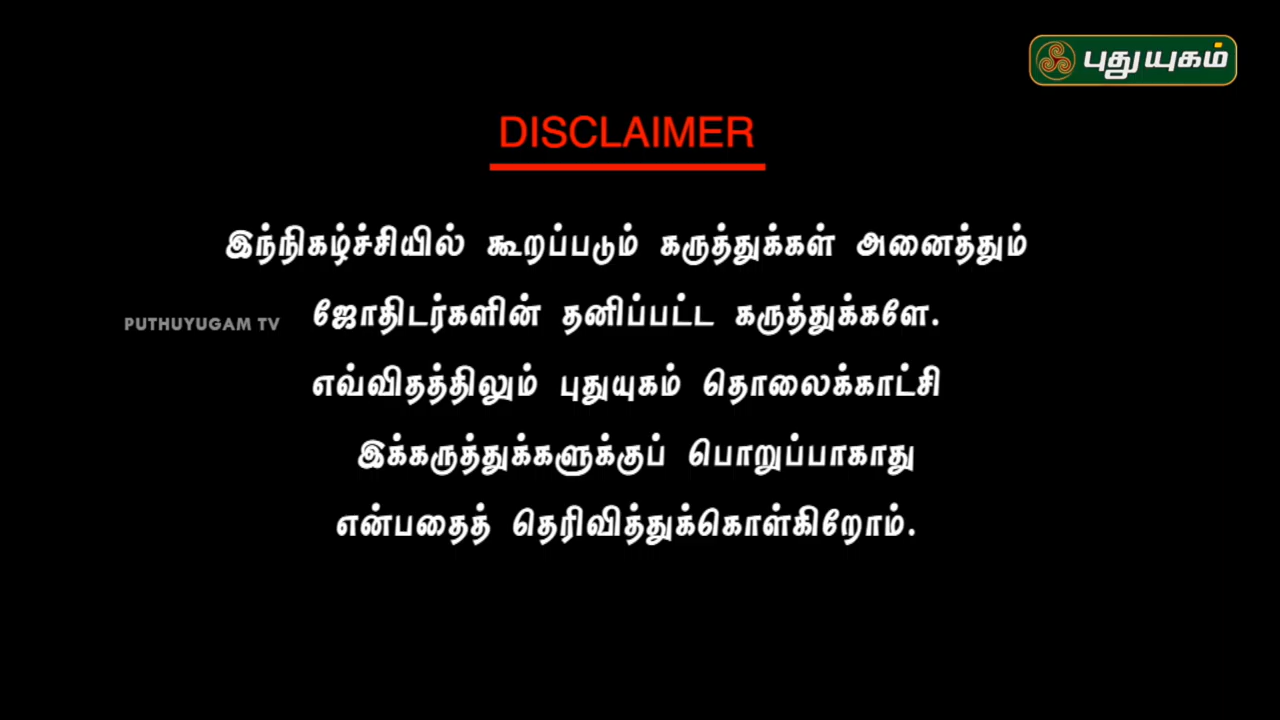 புதுயுகம்
DISCLAIMER
இந்நிகழ்ச்சியில் கூறப்படும் கருத்துக்கள் அனைத்தும்
ஜோதிடர்களின் தனிப்பட்ட கருத்துக்களே.
PUTHUYUGAM TV
எவ்விதத்திலும் புதுயுகம் தொலைக்காட்சி
இக்கருத்துக்களுக்குப் பொறுப்பாகாது
என்பதைத் தெரிவித்துக்கொள்கிறோம்.